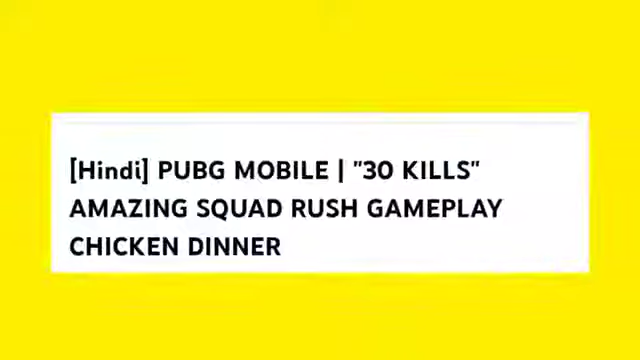 [Hindi] PUBG MOBILE | "30 KILLS"
AMAZING SQUAD RUSH GAMEPLAY
CHICKEN DINNER